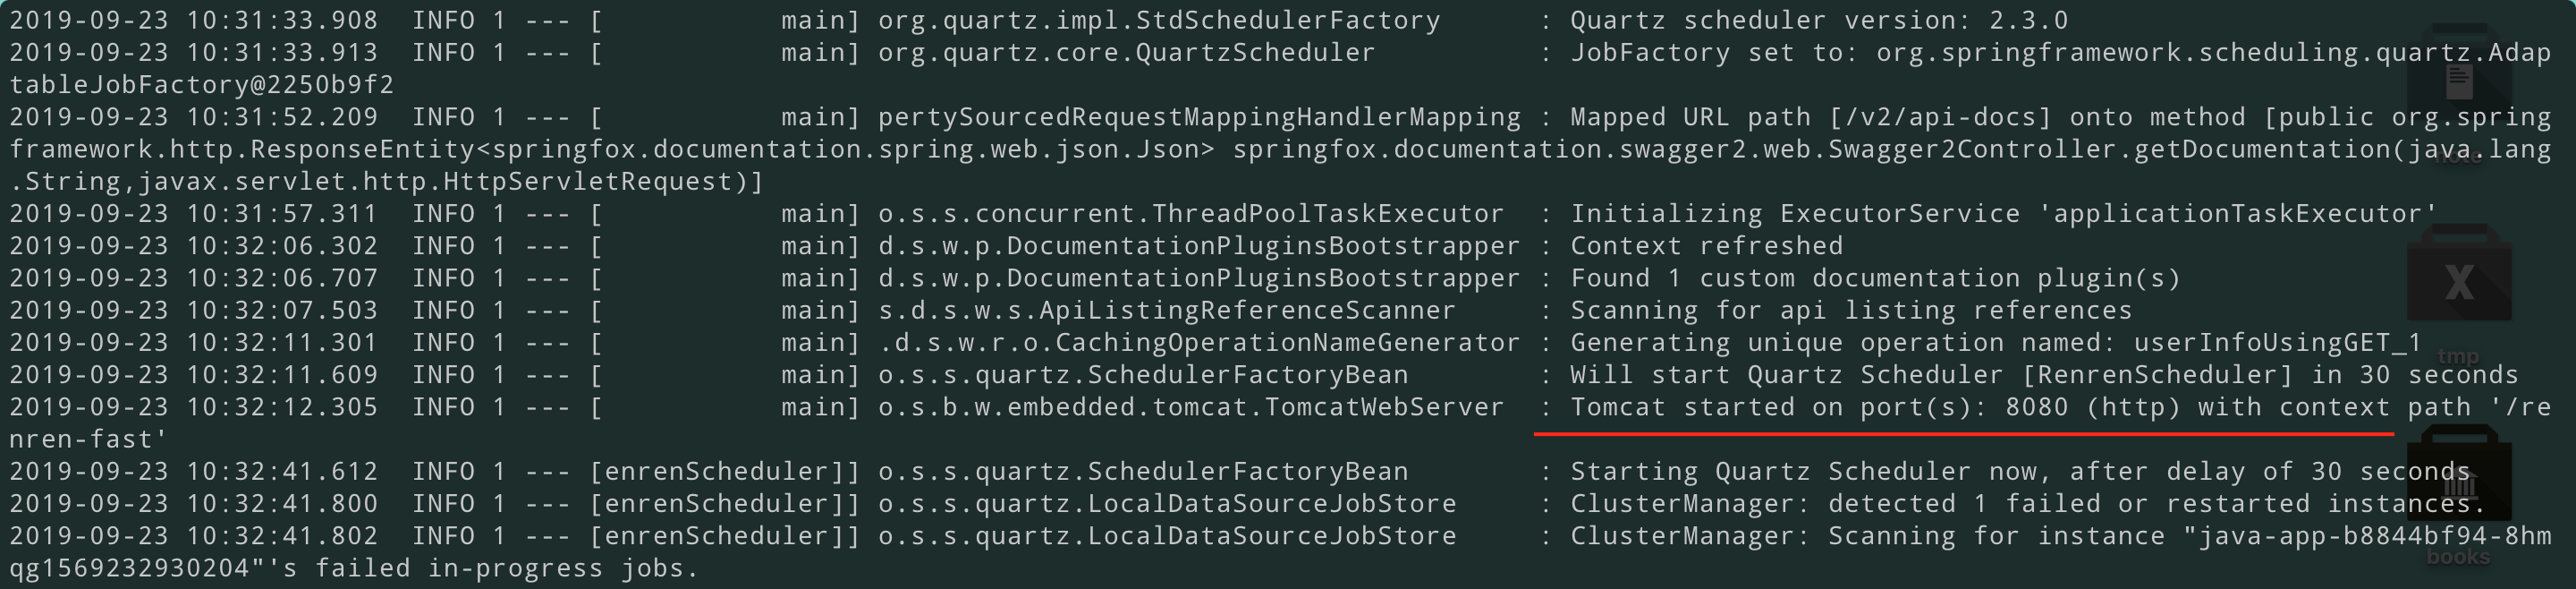 2019-09-23 10:31:33.908  INFO 1 --- [           main] org.quartz.impl.StdSchedulerFactory      : Quartz scheduler version: 2.3.0
2019-09-23 10:31:33.913  INFO 1 --- [           main] org.quartz.core.QuartzScheduler          : JobFactory set to: org.springframework.scheduling.quartz.Adap
tableJobFactory@2250b9f2
2019-09-23 10:31:52.209  INFO 1 --- [           main] pertySourcedRequestMappingHandlerMapping : Mapped URL path [/v2/api-docs] onto method [public org.spring
framework.http.ResponseEntity<springfox.documentation.spring.web.json.Json> springfox.documentation.swagger2.web.Swagger2Controller.getDocumentation(java.lang
.String,javax.servlet.http.HttpServletRequest)]
2019-09-23 10:31:57.311  INFO 1 --- [           main] o.s.s.concurrent.ThreadPoolTaskExecutor  : Initializing ExecutorService 'applicationTaskExecutor'
2019-09-23 10:32:06.302  INFO 1 --- [           main] d.s.w.p.DocumentationPluginsBootstrapper : Context refreshed
2019-09-23 10:32:06.707  INFO 1 --- [           main] d.s.w.p.DocumentationPluginsBootstrapper : Found 1 custom documentation plugin(s)
2019-09-23 10:32:07.503  INFO 1 --- [           main] s.d.s.w.s.ApiListingReferenceScanner     : Scanning for api listing references
2019-09-23 10:32:11.301  INFO 1 --- [           main] .d.s.w.r.o.CachingOperationNameGenerator : Generating unique operation named: userInfoUsingGET_1
tmp
2019-09-23 10:32:11.609  INFO 1 --- [           main] o.s.s.quartz.SchedulerFactoryBean        : Will start Quartz Scheduler [RenrenScheduler] in 30 seconds
2019-09-23 10:32:12.305  INFO 1 --- [           main] o.s.b.w.embedded.tomcat.TomcatWebServer  : Tomcat started on port(s): 8080 (http) with context path '/re
nren-fast'
2019-09-23 10:32:41.612  INFO 1 --- [enrenScheduler]] o.s.s.quartz.SchedulerFactoryBean        : Starting Quartz Scheduler now, after delay of 30 seconds
2019-09-23 10:32:41.800  INFO 1 --- [enrenScheduler]] o.s.s.quartz.LocalDataSourceJobStore     : ClusterManager: detected 1 failed or restarted instances.
2019-09-23 10:32:41.802  INFO 1 --- [enrenScheduler]] o.s.s.quartz.LocalDataSourceJobStore     : ClusterManager: Scanning for instance "java-app-b8844bf94-8hm
qg1569232930204"'s failed in-progress jobs.
books